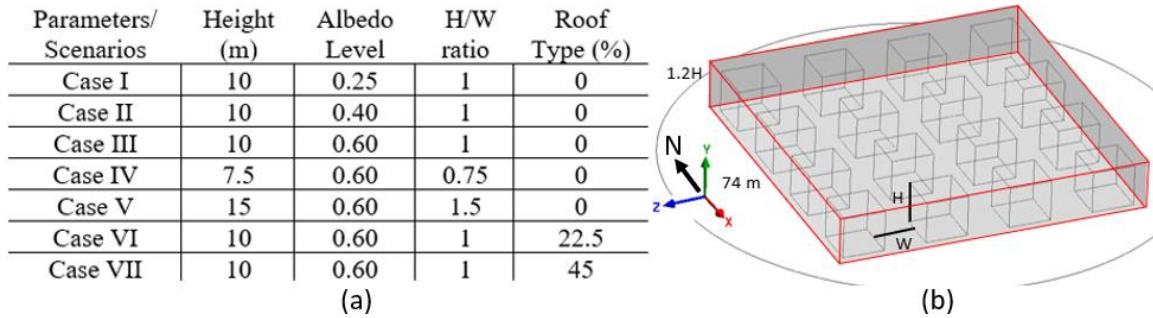 Parameters/ Height Albedo H/W Roof
Scenarios (m) Level ratio Type (%)
Case I 10 0.25 1 0
Case II 10 0.40 1 0
Case III 10 0.60 1 0
Case IV 7.5 0.60 0.75 0
Case V 15 0.60 1.5 0
Case VI 10 0.60 1 22.5
Case VII 10 0.60 1 45
(a)
1.2H
N
Y
74 m
Z
X
H
W
(b)